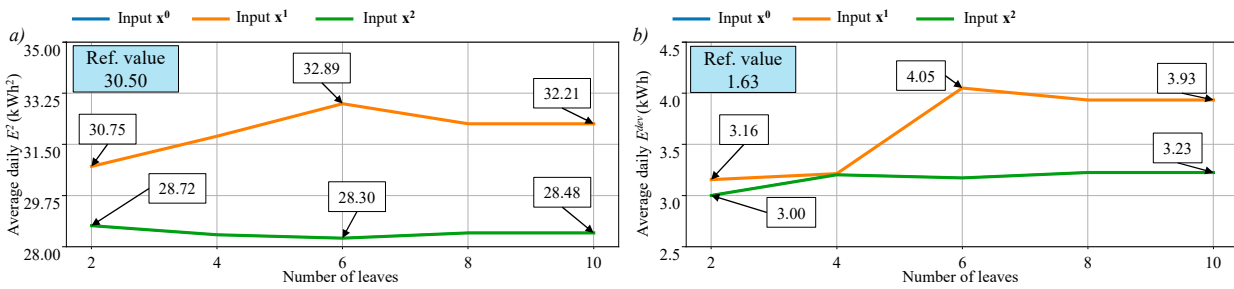 Input x⁰ Input x¹ Input x²
a)
Ref. value
30.50
Average daily E² (kWh²)
35.00
33.25
31.50
29.75
28.00
30.75
32.89
32.21
28.72
28.30
28.48
2 4 6 8 10
Number of leaves
Input x⁰ Input x¹ Input x²
b)
Ref. value
1.63
Average daily Eᵈᵉᵛ (kWh)
4.5
4.0
3.5
3.0
2.5
3.16
4.05
3.93
3.00
3.23
2 4 6 8 10
Number of leaves